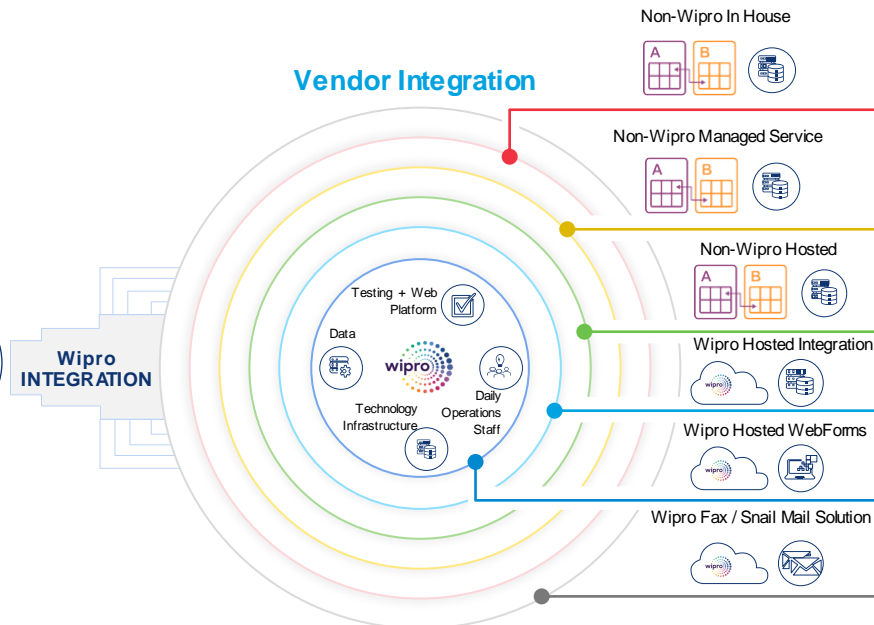 Non-Wipro In House
A B
Vendor Integration
Non-Wipro Managed Service
A B
Non-Wipro Hosted
A B
Testing + Web
Platform
Data
wipro
Technology
Infrastructure
Daily
Operations
Staff
Wipro
INTEGRATION
Wipro Hosted Integration
wipro
Wipro Hosted WebForms
wipro
Wipro Fax / Snail Mail Solution
wipro